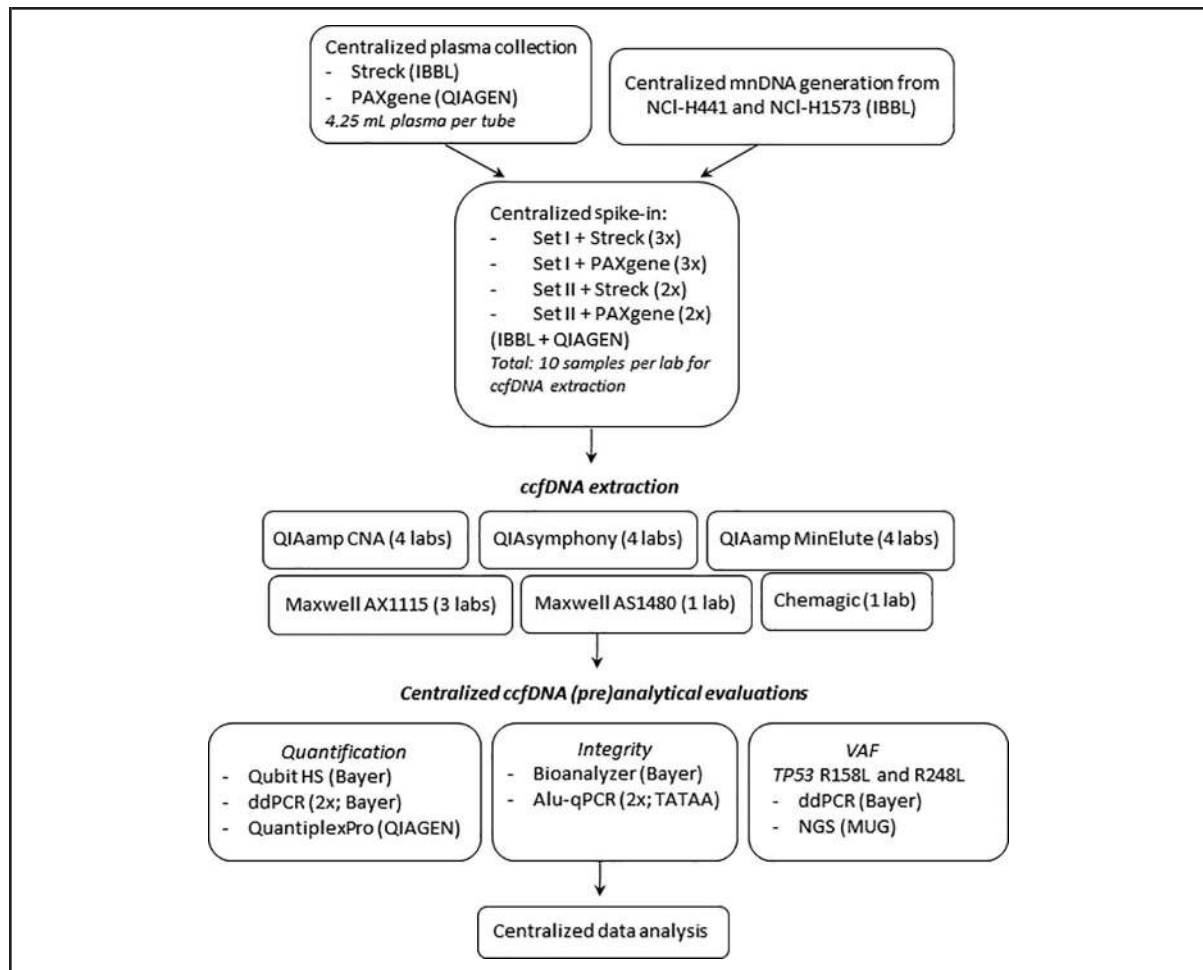 Centralized plasma collection
- Streck (IBBL)
- PAXgene (QIAGEN)
4.25 mL plasma per tube
Centralized mnDNA generation from
NCl-H441 and NCl-H1573 (IBBL)
Centralized spike-in:
- Set I + Streck (3x)
- Set I + PAXgene (3x)
- Set II + Streck (2x)
- Set II + PAXgene (2x)
(IBBL + QIAGEN)
Total: 10 samples per lab for
ccfDNA extraction
ccfDNA extraction
QIAamp CNA (4 labs)
QIAsymphony (4 labs)
QIAamp MinElute (4 labs)
Maxwell AX1115 (3 labs)
Maxwell AS1480 (1 lab)
Chemagic (1 lab)
Centralized ccfDNA (pre)analytical evaluations
Quantification
- Qubit HS (Bayer)
- ddPCR (2x; Bayer)
- QuantiplexPro (QIAGEN)
Integrity
- Bioanalyzer (Bayer)
- Alu-qPCR (2x; TATAA)
VAF
TP53 R158L and R248L
- ddPCR (Bayer)
- NGS (MUG)
Centralized data analysis